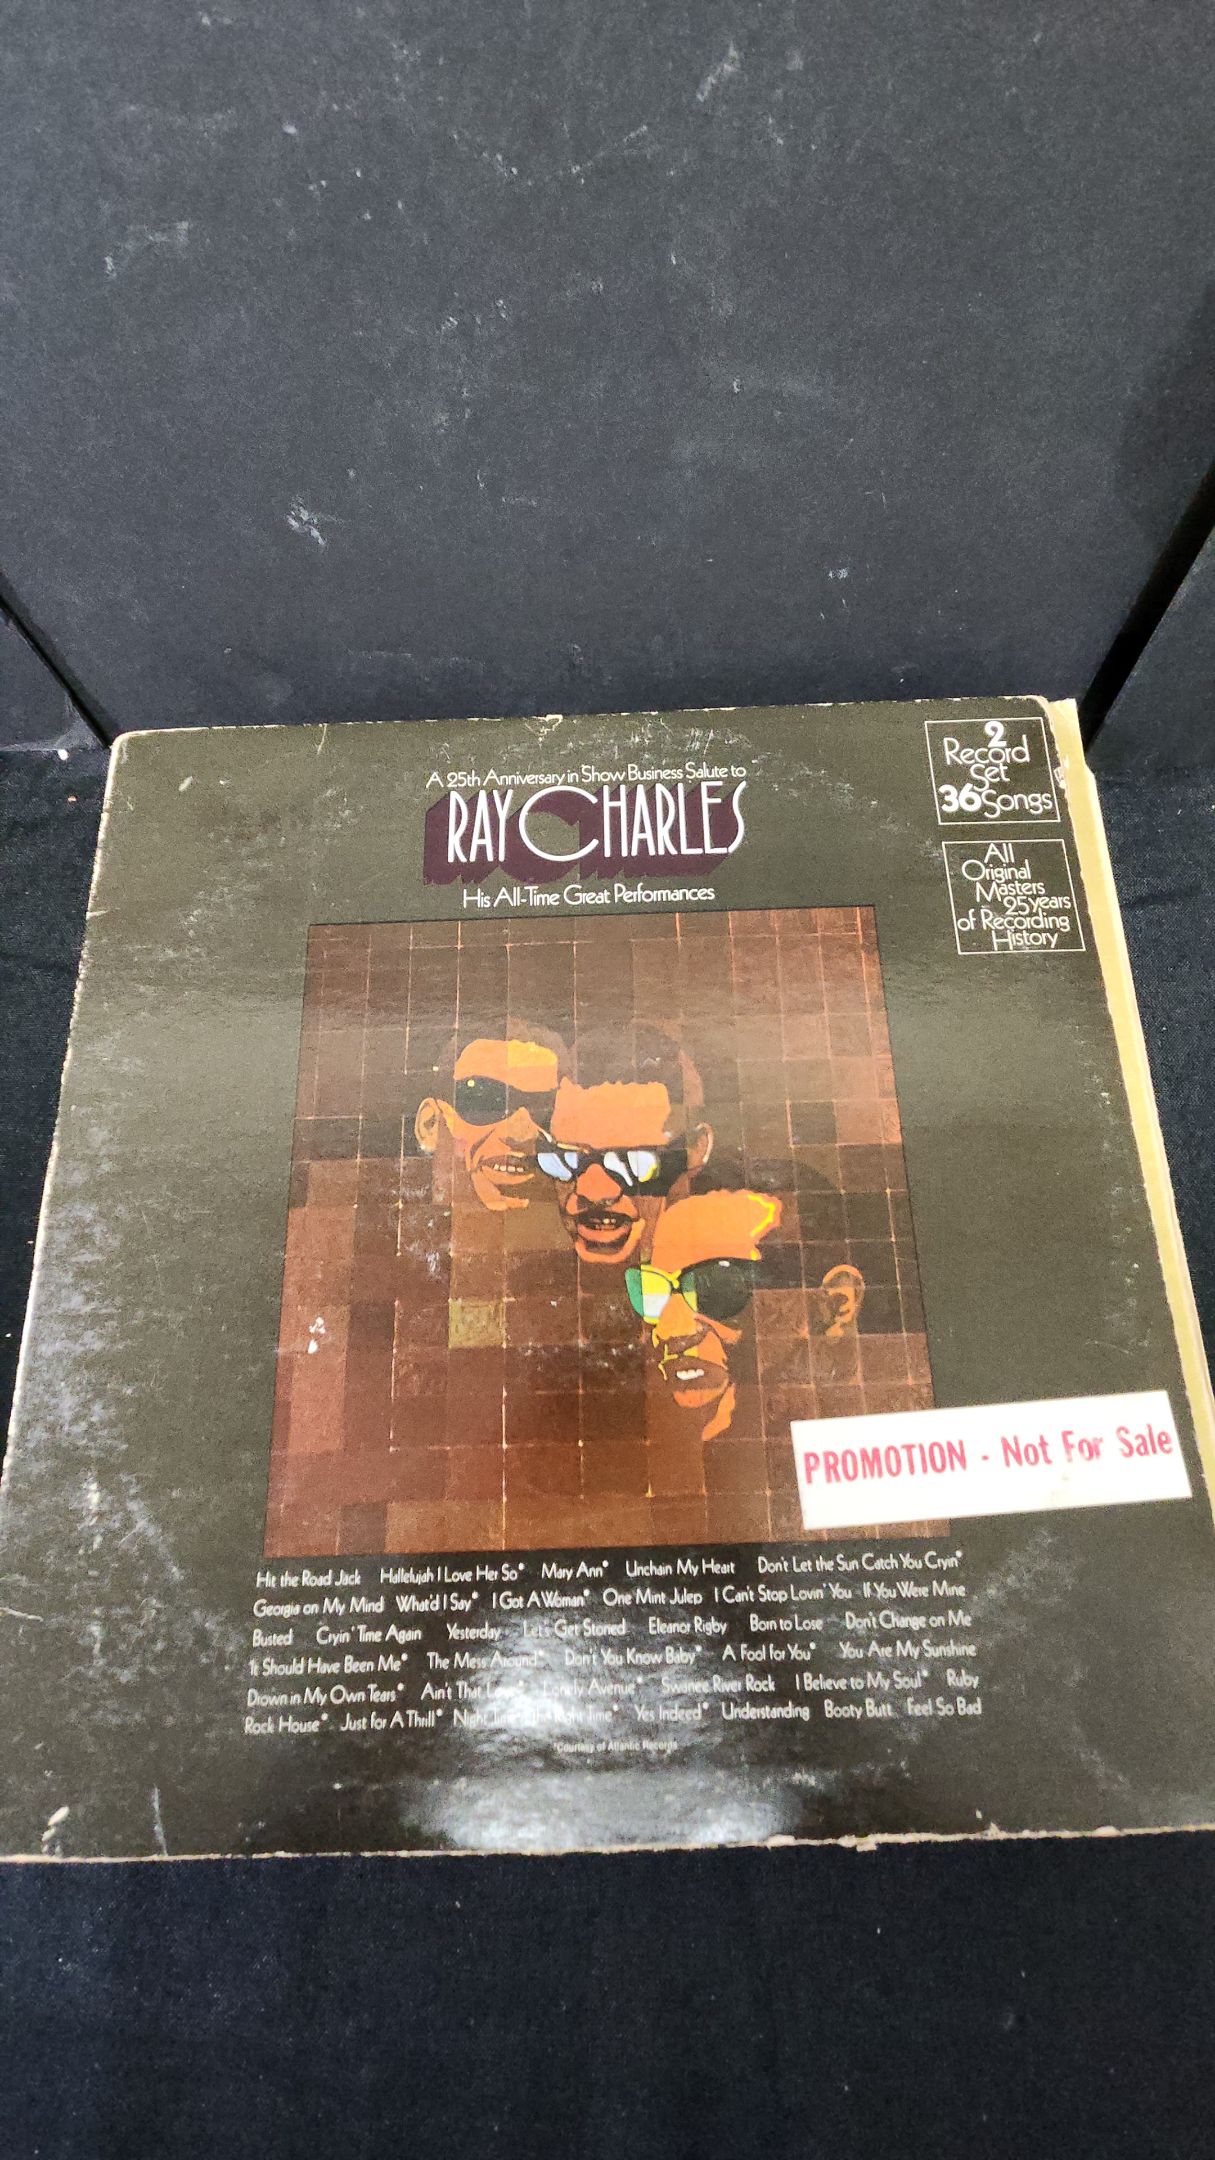 A 25th Anniversary in Show Business Salute to
RAY CHARLES
His All-Time Great Performances
2
Record
Set
36 Songs
All
Original
Masters
25 years
of Recording
History
PROMOTION - Not For Sale
Hit the Road Jack Hallelujah I Love Her So* Mary Ann* Unchain My Heart Don't Let the Sun Catch You Cryin'
Georgia on My Mind What'd I Say* I Got A Woman* One Mint Julep I Can't Stop Lovin' You If You Were Mine
Busted Cryin' Time Again Yesterday Let's Get Stoned Eleanor Rigby Born to Lose Don't Change on Me
It Should Have Been Me* The Mess Around* Don't You Know Baby* A Fool for You* You Are My Sunshine
Drown in My Own Tears* Ain't That Love* Lonely Avenue* Swanee River Rock I Believe to My Soul* Ruby
Rock House* Just for A Thrill* Night Time is the Right Time* Yes Indeed* Understanding Booty Butt Feel So Bad
*Courtesy of Atlantic Records